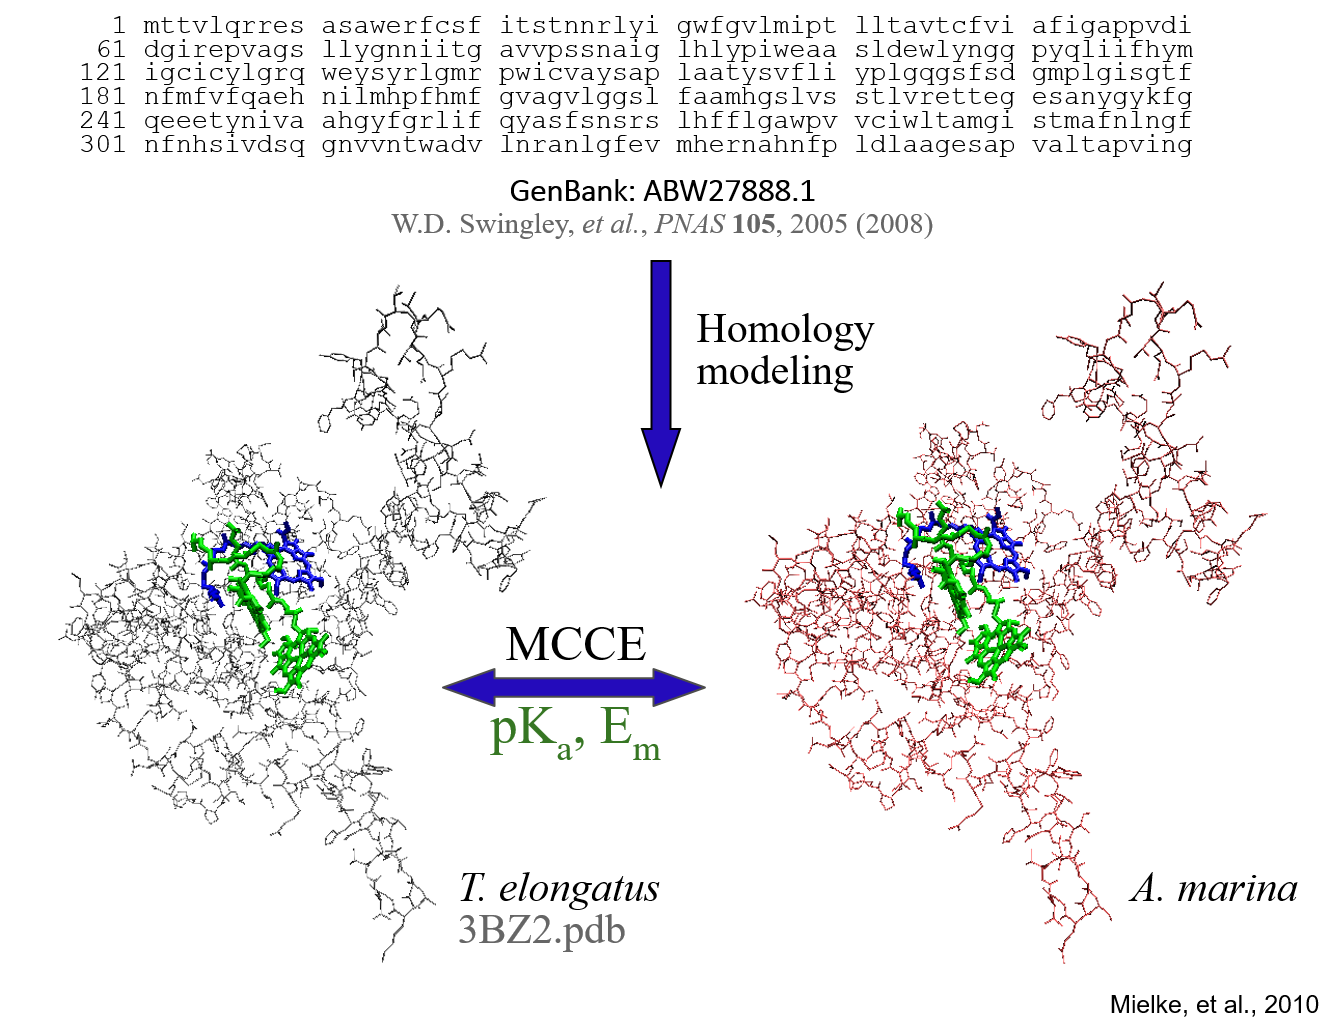 1 mttvlqrres asawerfcsf itstnnrlyi gwfgvlmipt lltavtcfvi afigappvdi
61 dgirepvags llygnniitg avvpssnaig lhlypiweaa sldewlyngg pyqliifhym
121 igcicylgrq weysyrlgmr pwicvaysap laatysvfli yplgqgsfsd gmplgisgtf
181 nfmfvfqaeh nilmhpfhmf gvagvlggsl faamhgslvs stlvretteg esanygykfg
241 qeeetyniva ahgyfgrlif qyasfsnsrs lhfflgawpv vciwltamgi stmafnlngf
301 nfnhsivdsq gnvvntwadv lnranlgfev mhernahnfp ldlaagesap valtapving
GenBank: ABW27888.1
W.D. Swingley, et al., PNAS 105, 2005 (2008)
Homology
modeling
MCCE
pKa, Em
T. elongatus
3BZ2.pdb
A. marina
Mielke, et al., 2010